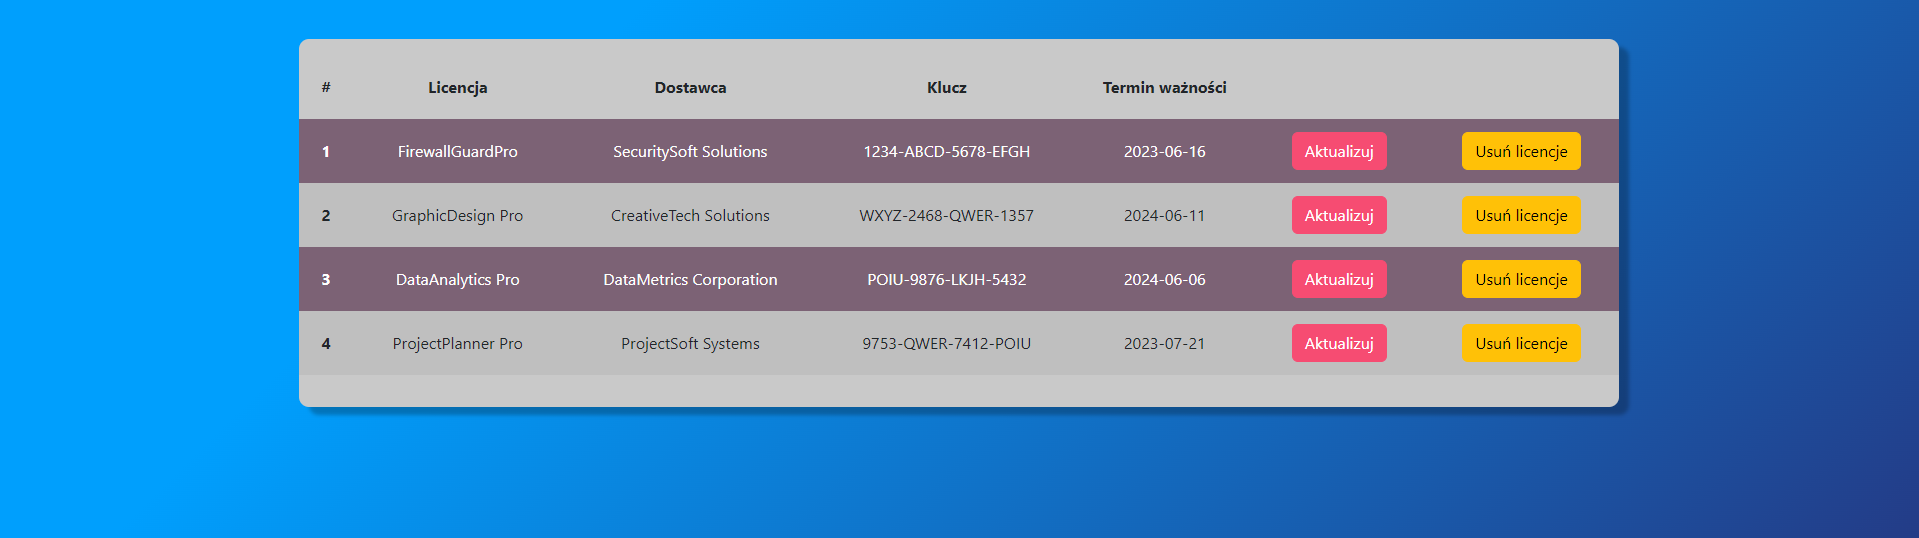 # Licencja Dostawca Klucz Termin ważności
1 FirewallGuardPro SecuritySoft Solutions 1234-ABCD-5678-EFGH 2023-06-16 Aktualizuj Usuń licencje
2 GraphicDesign Pro CreativeTech Solutions WXYZ-2468-QWER-1357 2024-06-11 Aktualizuj Usuń licencje
3 DataAnalytics Pro DataMetrics Corporation POIU-9876-LKJH-5432 2024-06-06 Aktualizuj Usuń licencje
4 ProjectPlanner Pro ProjectSoft Systems 9753-QWER-7412-POIU 2023-07-21 Aktualizuj Usuń licencje